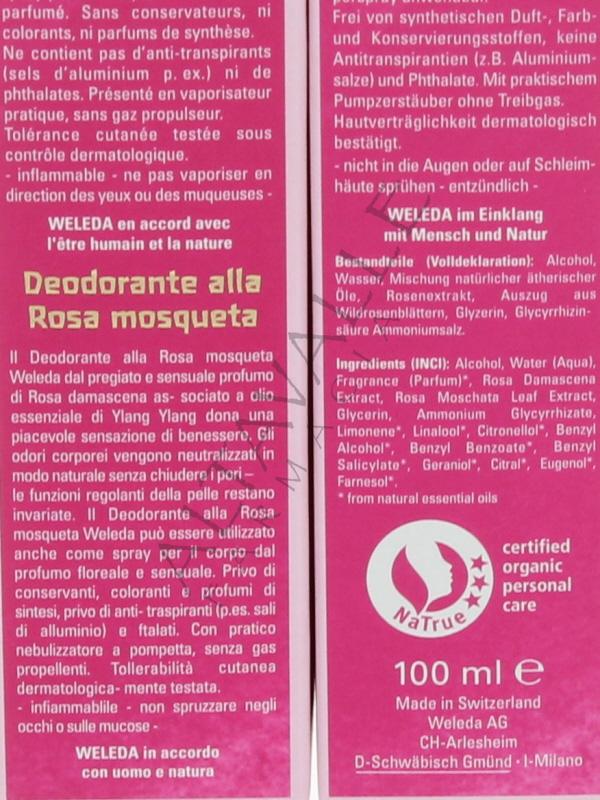 parfumé. Sans conservateurs, ni
colorants, ni parfums de synthèse.
Ne contient pas d'anti-transpirants
(sels d'aluminium p. ex.) ni de
phthalates. Présenté en vaporisateur
pratique, sans gaz propulseur.
Tolérance cutanée testée sous
contrôle dermatologique.
- inflammable - ne pas vaporiser en
direction des yeux ou des muqueuses -
WELEDA en accord avec
l'être humain et la nature
Deodorante alla
Rosa mosqueta
Il Deodorante alla Rosa mosqueta
Weleda dal pregiato e sensuale profumo
di Rosa damascena as- sociato a olio
essenziale di Ylang Ylang dona una
piacevole sensazione di benessere. Gli
odori corporei vengono neutralizzati in
modo naturale senza chiudere i pori –
le funzioni regolanti della pelle restano
invariate. Il Deodorante alla Rosa
mosqueta Weleda può essere utilizzato
anche come spray per il corpo dal
profumo floreale e sensuale. Privo di
conservanti, coloranti e profumi di
sintesi, privo di anti- traspiranti (p.es. sali
di alluminio) e ftalati. Con pratico
nebulizzatore a pompetta, senza gas
propellenti. Tollerabilità cutanea
dermatologica- mente testata.
- infiammablile - non spruzzare negli
occhi o sulle mucose -
WELEDA in accordo
con uomo e natura
Frei von synthetischen Duft-, Farb-
und Konservierungsstoffen, keine
Antitranspirantien (z.B. Aluminium-
salze) und Phthalate. Mit praktischem
Pumpzerstäuber ohne Treibgas.
Hautverträglichkeit dermatologisch
bestätigt.
- nicht in die Augen oder auf Schleim-
häute sprühen - entzündlich -
WELEDA im Einklang
mit Mensch und Natur
Bestandteile (Volldeklaration): Alcohol,
Wasser, Mischung natürlicher ätherischer
Öle, Rosenextrakt, Auszug aus
Wildrosenblättern, Glyzerin, Glycyrrhizin-
säure Ammoniumsalz.
Ingredients (INCI): Alcohol, Water (Aqua),
Fragrance (Parfum)*, Rosa Damascena
Extract, Rosa Moschata Leaf Extract,
Glycerin, Ammonium Glycyrrhizate,
Limonene*, Linalool*, Citronellol*, Benzyl
Alcohol*, Benzyl Benzoate*, Benzyl
Salicylate*, Geraniol*, Citral*, Eugenol*,
Farnesol*.
* from natural essential oils
NaTrue
certified
organic
personal
care
100 ml e
Made in Switzerland
Weleda AG
CH-Arlesheim
D-Schwäbisch Gmünd · I-Milano
ALTAVALLE
FARMACIA